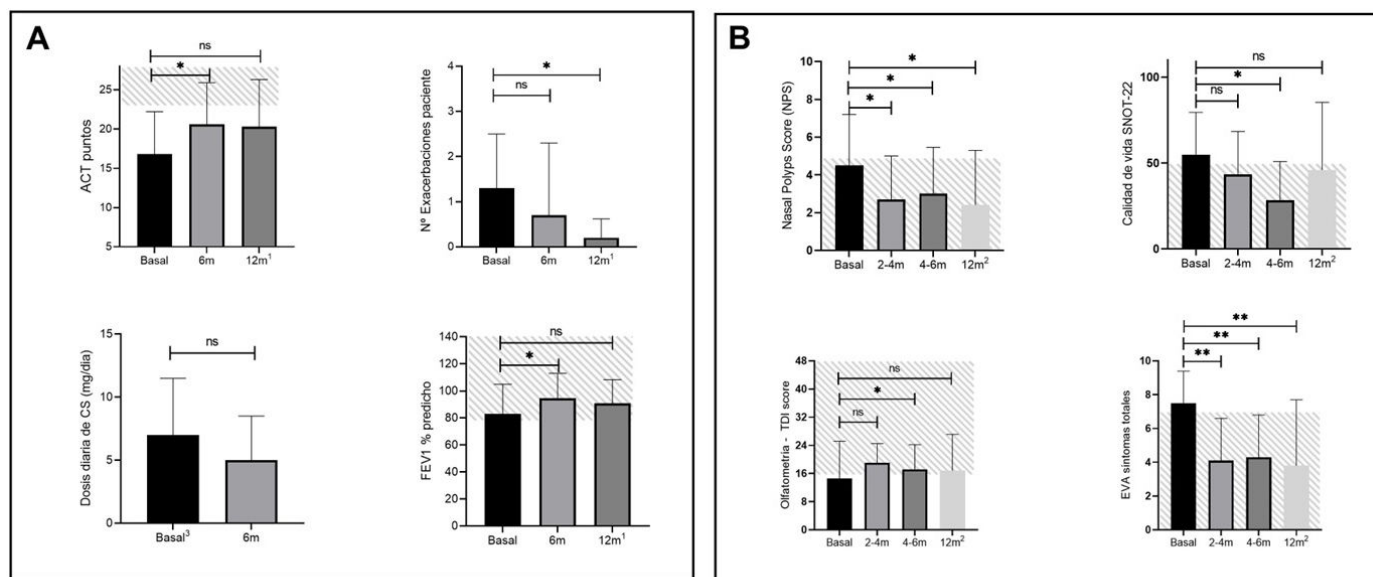 A
ACT puntos
25
20
15
10
5
ns
*
Basal
6m
12m¹
Nº Exacerbaciones paciente
4
3
2
1
0
*
ns
Basal
6m
12m¹
Dosis diaria de CS (mg/dia)
15
10
5
0
ns
Basal³
6m
FEV1 % predicho
140
120
100
80
60
40
20
0
ns
*
Basal
6m
12m¹
B
Nasal Polyps Score (NPS)
10
8
6
4
2
0
*
*
*
Basal
2-4m
4-6m
12m²
Calidad de vida SNOT-22
100
50
0
ns
*
ns
Basal
2-4m
4-6m
12m²
Olfatometria - TDI score
48
40
32
24
16
8
0
ns
*
ns
Basal
2-4m
4-6m
12m²
EVA sintomas totales
10
8
6
4
2
0
**
**
**
Basal
2-4m
4-6m
12m²